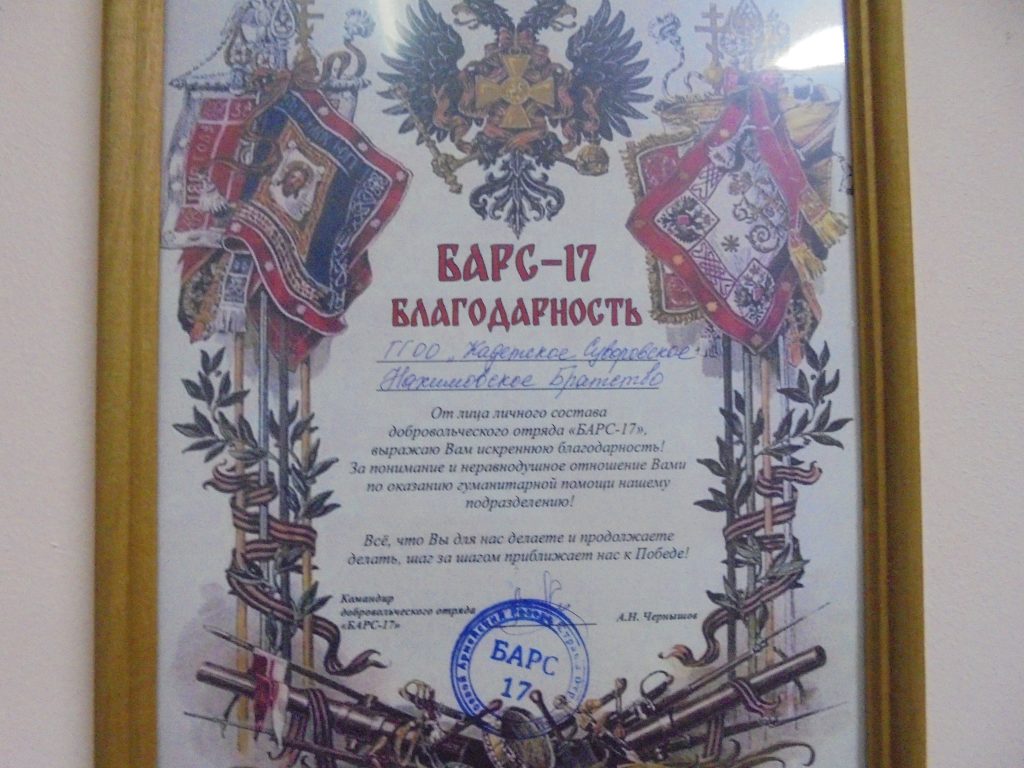 БАРС-17
БЛАГОДАРНОСТЬ
ТГОО „Кадетское Суворовское
Нахимовское Братство
От лица личного состава
добровольческого отряда «БАРС-17»,
выражаю Вам искреннюю благодарность!
За понимание и неравнодушное отношение Вами
по оказанию гуманитарной помощи нашему
подразделению!
Всё, что Вы для нас делаете и продолжаете
делать, шаг за шагом приближает нас к Победе!
Командир
добровольческого отряда
«БАРС-17»
А.Н. Чернышов
БАРС
17